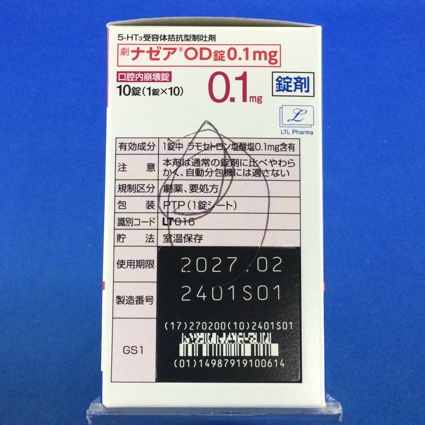 5-HT₃受容体拮抗型制吐剤
劇 ナゼア®OD錠0.1mg
口腔内崩壊錠
10錠(1錠×10)
0.1mg
錠剤
LTL Pharma
有効成分 1錠中 ラモセトロン塩酸塩0.1mg含有
注意 本剤は通常の錠剤に比べやわら
かく、自動分包機には適さない
規制区分 劇薬、要処方
包装 PTP(1錠シート)
識別コード LT016
貯法 室温保存
使用期限 2027.02
製造番号 2401S01
(17)270200(10)2401S01
GS1
(01)14987919100614